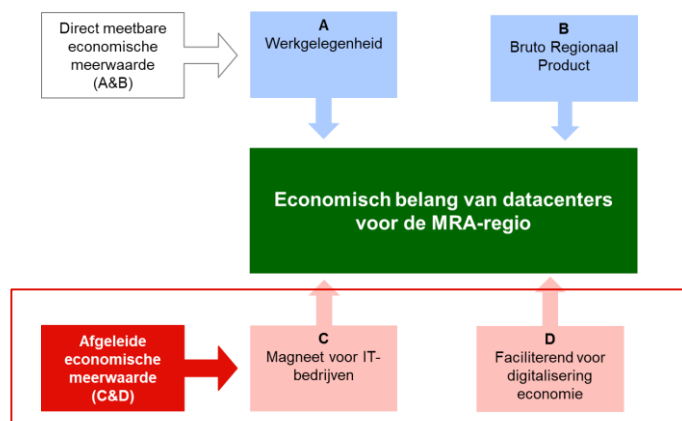 Direct meetbare
economische
meerwaarde
(A&B)
A
Werkgelegenheid
B
Bruto Regionaal
Product
Economisch belang van datacenters
voor de MRA-regio
Afgeleide
economische
meerwaarde
(C&D)
C
Magneet voor IT-
bedrijven
D
Faciliterend voor
digitalisering
economie